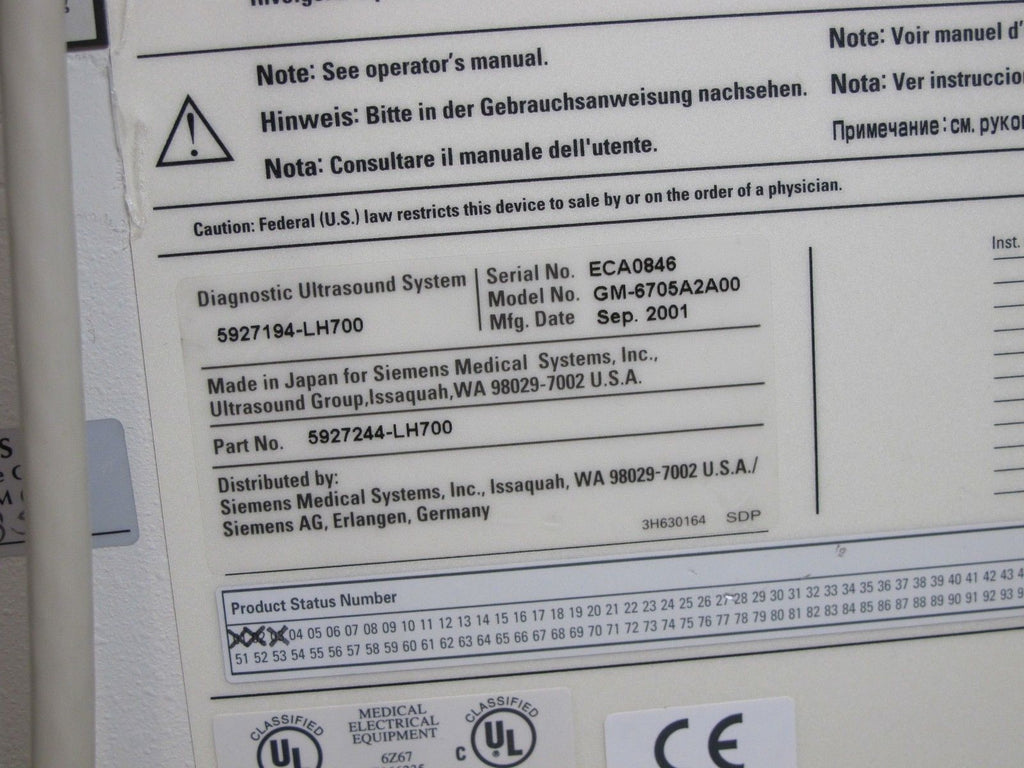 Note: See operator's manual.
Hinweis: Bitte in der Gebrauchsanweisung nachsehen.
Nota: Consultare il manuale dell'utente.
Note: Voir manuel d'
Nota: Ver instruccio
Примечание: см. руко
Caution: Federal (U.S.) law restricts this device to sale by or on the order of a physician.
Diagnostic Ultrasound System
5927194-LH700
Serial No. ECA0846
Model No. GM-6705A2A00
Mfg. Date Sep. 2001
Made in Japan for Siemens Medical Systems, Inc.,
Ultrasound Group,Issaquah,WA 98029-7002 U.S.A.
Part No. 5927244-LH700
Distributed by:
Siemens Medical Systems, Inc., Issaquah, WA 98029-7002 U.S.A./
Siemens AG, Erlangen, Germany
3H630164 SDP
Inst.
Product Status Number
04 05 06 07 08 09 10 11 12 13 14 15 16 17 18 19 20 21 22 23 24 25 26 27 28 29 30 31 32 33 34 35 36 37 38 39 40 41 42 43 4
51 52 53 54 55 56 57 58 59 60 61 62 63 64 65 66 67 68 69 70 71 72 73 74 75 76 77 78 79 80 81 82 83 84 85 86 87 88 89 90 91 92 93 9
CLASSIFIED
UL
MEDICAL
ELECTRICAL
EQUIPMENT
6Z67
CLASSIFIED
C UL
CE